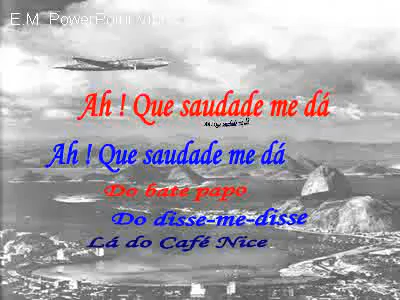 E.M. PowerPoint
Ah ! Que saudade me dá
Ah ! Que saudade me dá
Do bate papo
Do disse-me-disse
Lá do Café Nice